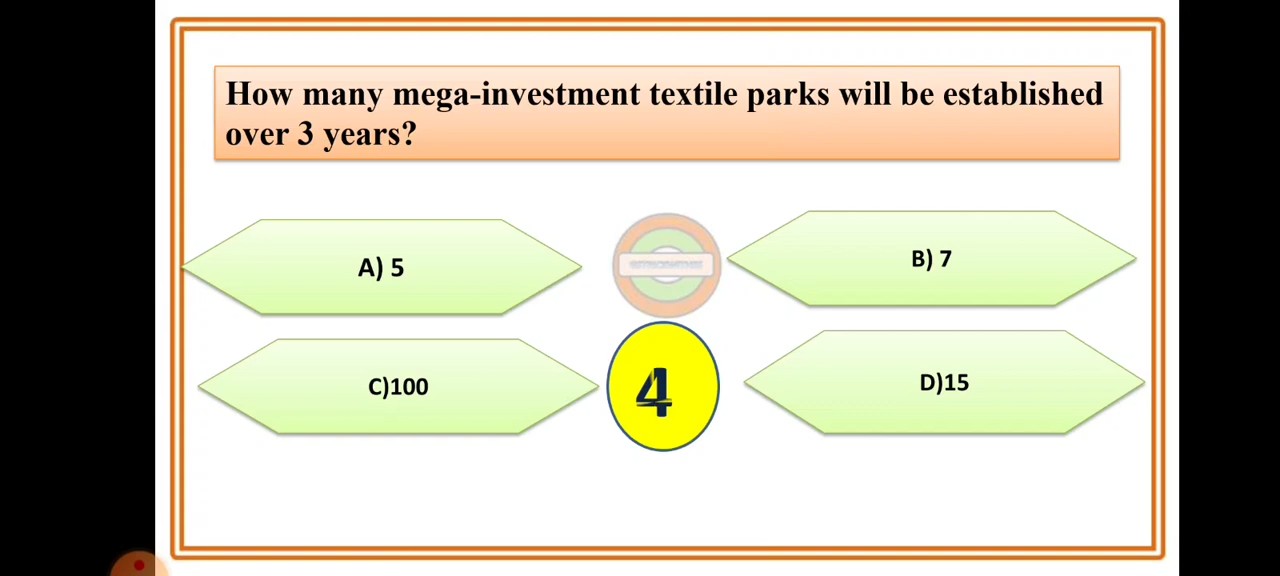 How many mega-investment textile parks will be established
over 3 years?
A) 5
B) 7
C)100
4
D)15